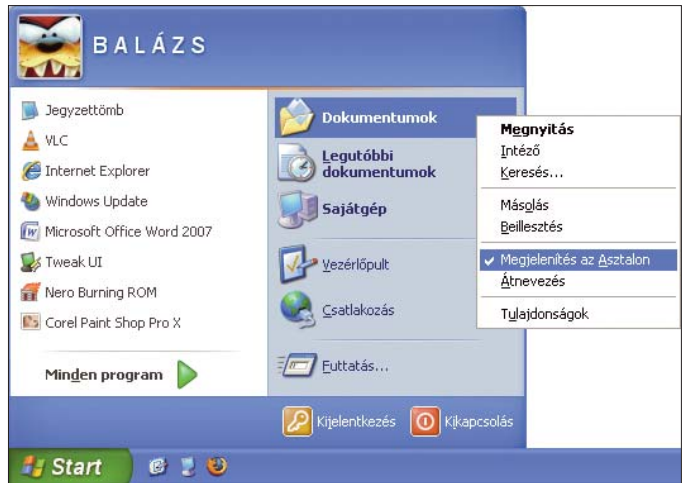 BALÁZS
Jegyzettömb
VLC
Internet Explorer
Windows Update
Microsoft Office Word 2007
Tweak UI
Nero Burning ROM
Corel Paint Shop Pro X
Minden program
Dokumentumok
Legutóbbi
dokumentumok
Sajátgép
Vezérlőpult
Csatlakozás
Futtatás...
Megnyitás
Intéző
Keresés...
Másolás
Beillesztés
Megjelenítés az Asztalon
Átnevezés
Tulajdonságok
Kijelentkezés
Kikapcsolás
Start